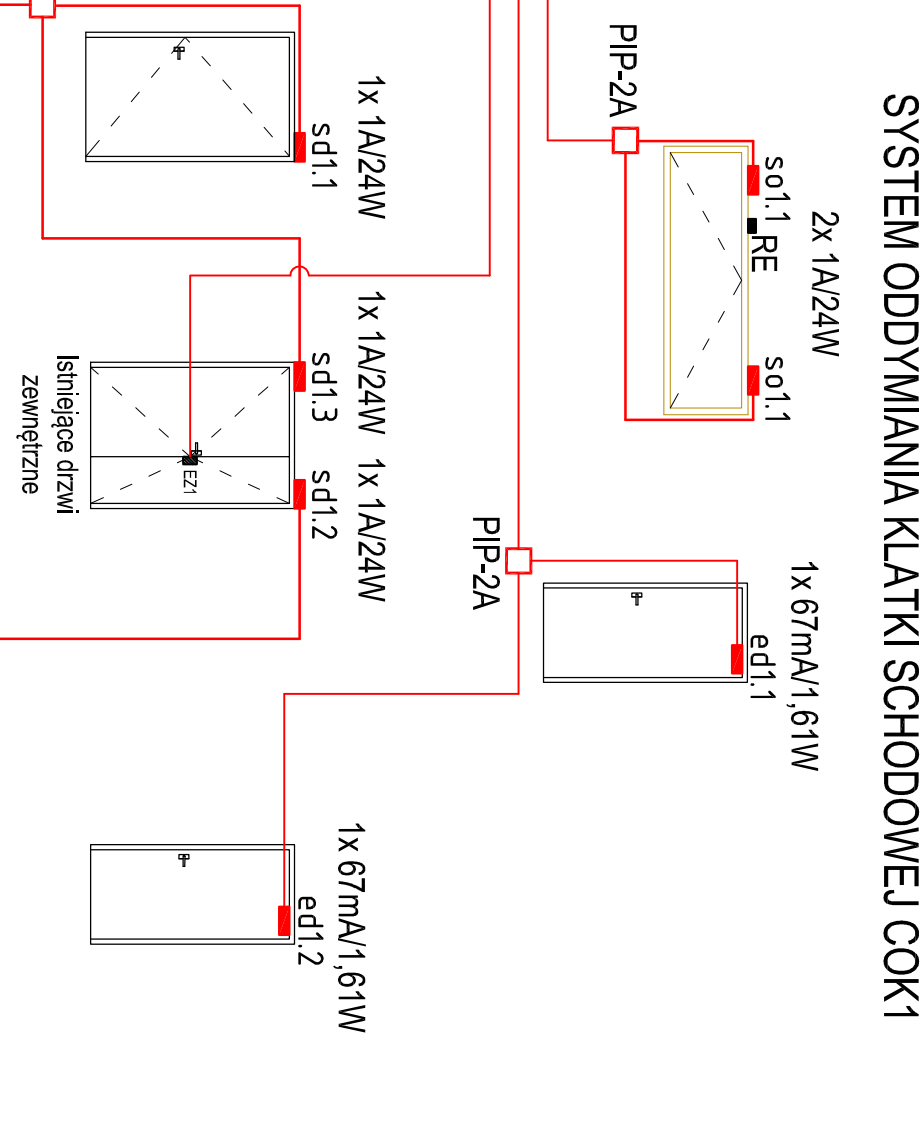 SYSTEM ODDYMIANIA KLATKI SCHODOWEJ COK1
2x 1A/24W
PIP-2A
so1.1
RE
so1.1
1x 67mA/1,61W
ed1.1
PIP-2A
1x 1A/24W
sd1.1
1x 1A/24W
sd1.3
1x 1A/24W
sd1.2
EZ1
Istniejące drzwi
zewnętrzne
1x 67mA/1,61W
ed1.2